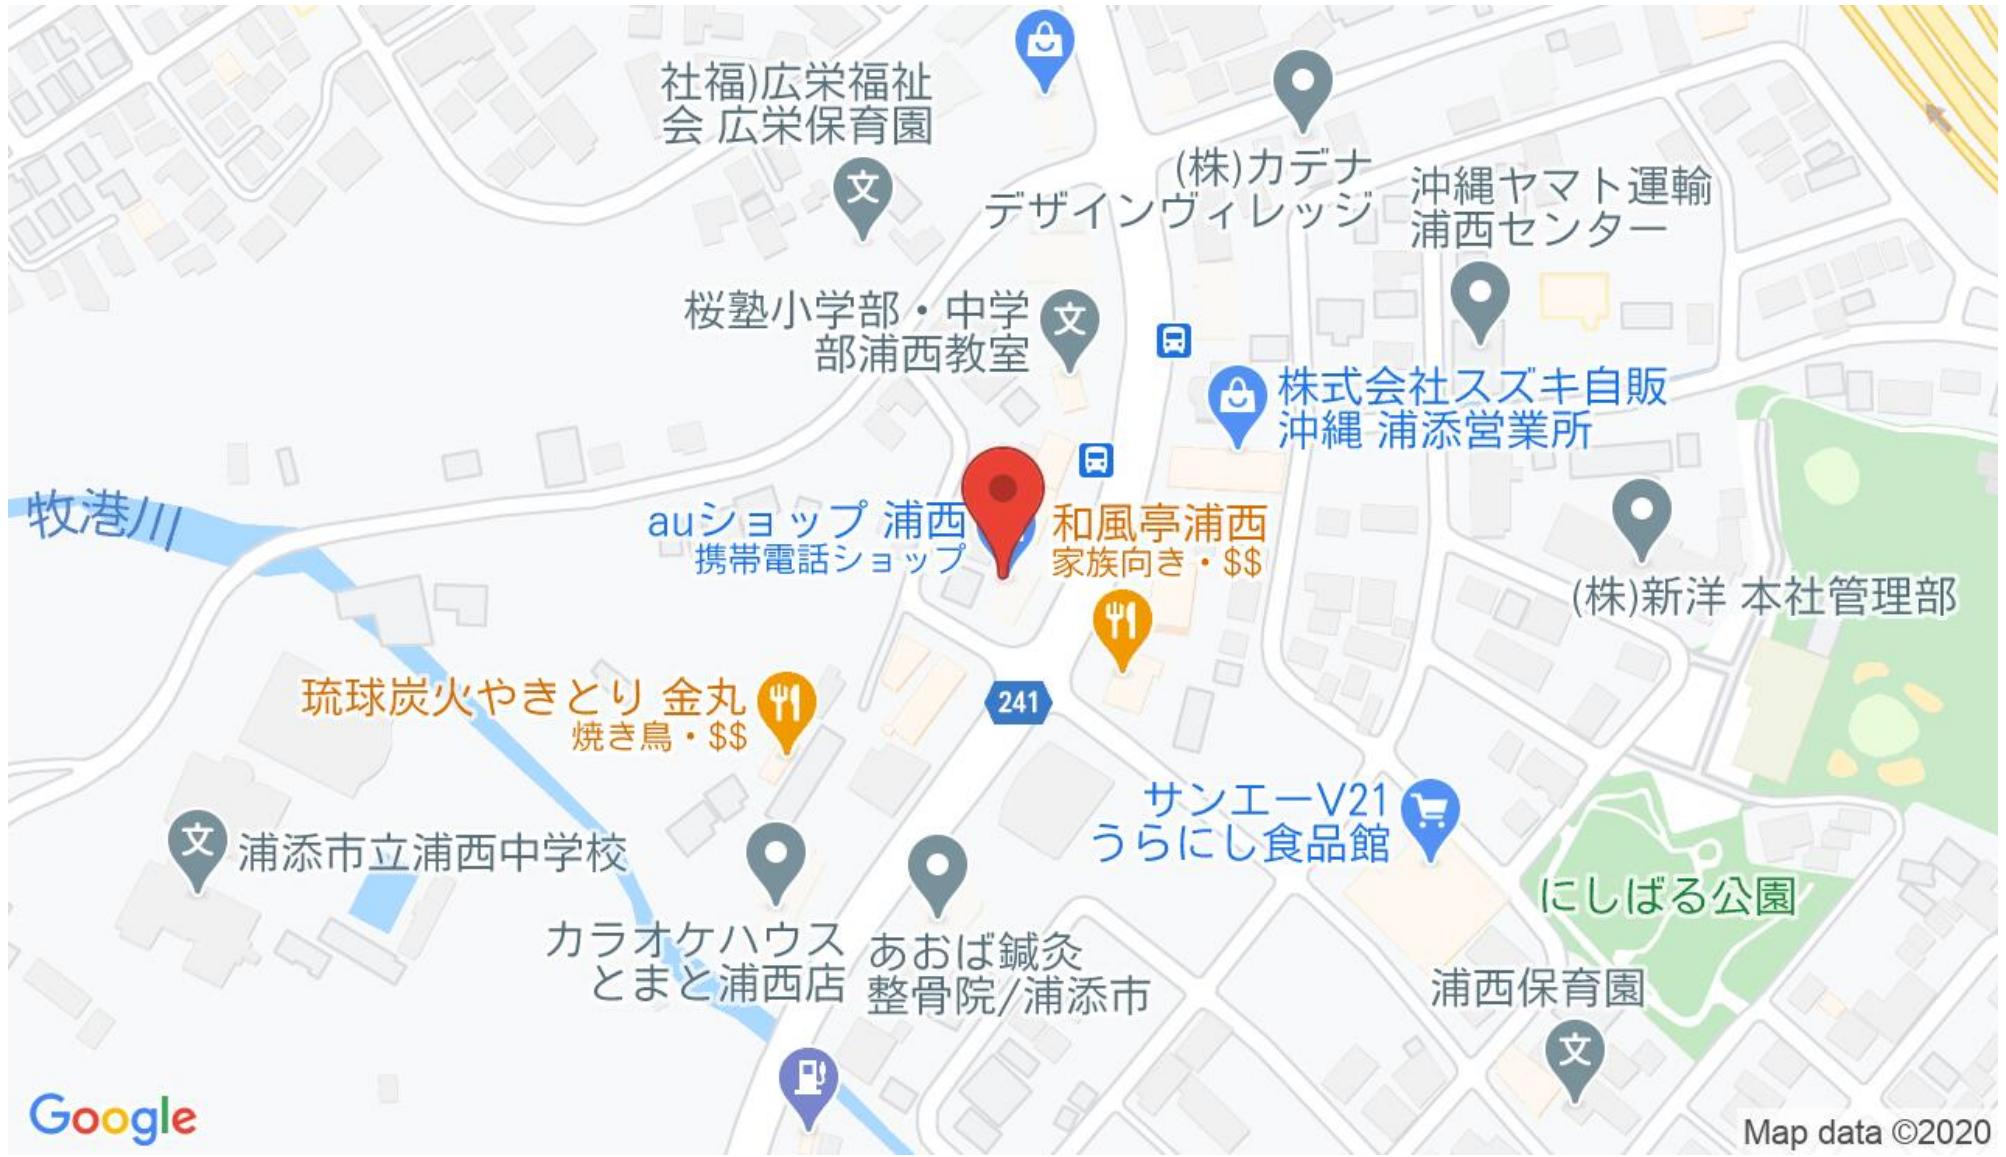 社福)広栄福祉
会 広栄保育園
文
(株)カデナ
デザインヴィレッジ
沖縄ヤマト運輸
浦西センター
桜塾小学部・中学
部浦西教室
文
株式会社スズキ自販
沖縄 浦添営業所
牧港川
auショップ 浦西
携帯電話ショップ
和風亭浦西
家族向き・$$
(株)新洋 本社管理部
琉球炭火やきとり 金丸
焼き鳥・$$
241
サンエーV21
うらにし食品館
文
浦添市立浦西中学校
にしばる公園
カラオケハウス
とまと浦西店
あおば鍼灸
整骨院/浦添市
浦西保育園
文
Google
Map data ©2020